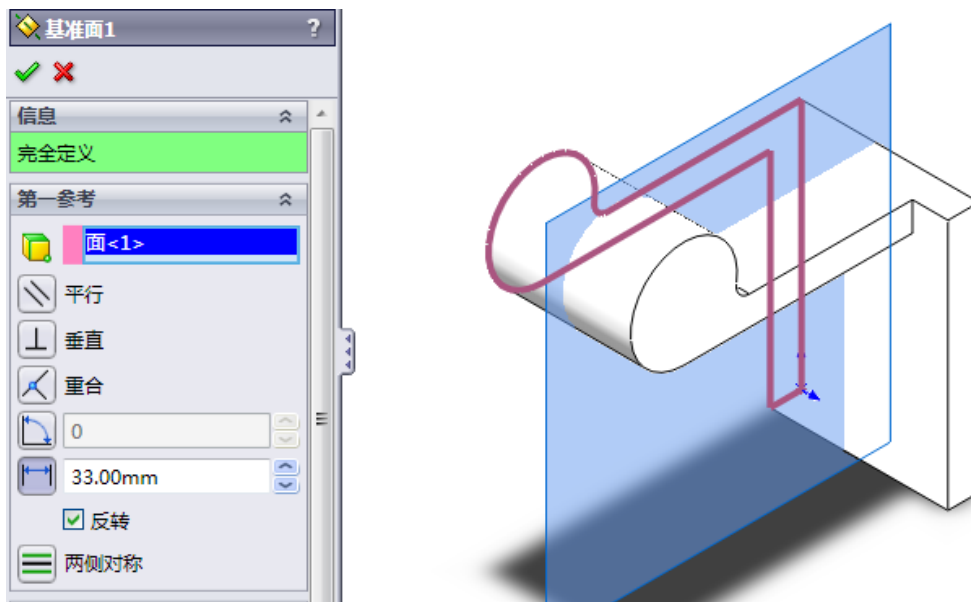 基准面1 ?
信息
完全定义
第一参考
面<1>
平行
垂直
重合
0
33.00mm
反转
两侧对称